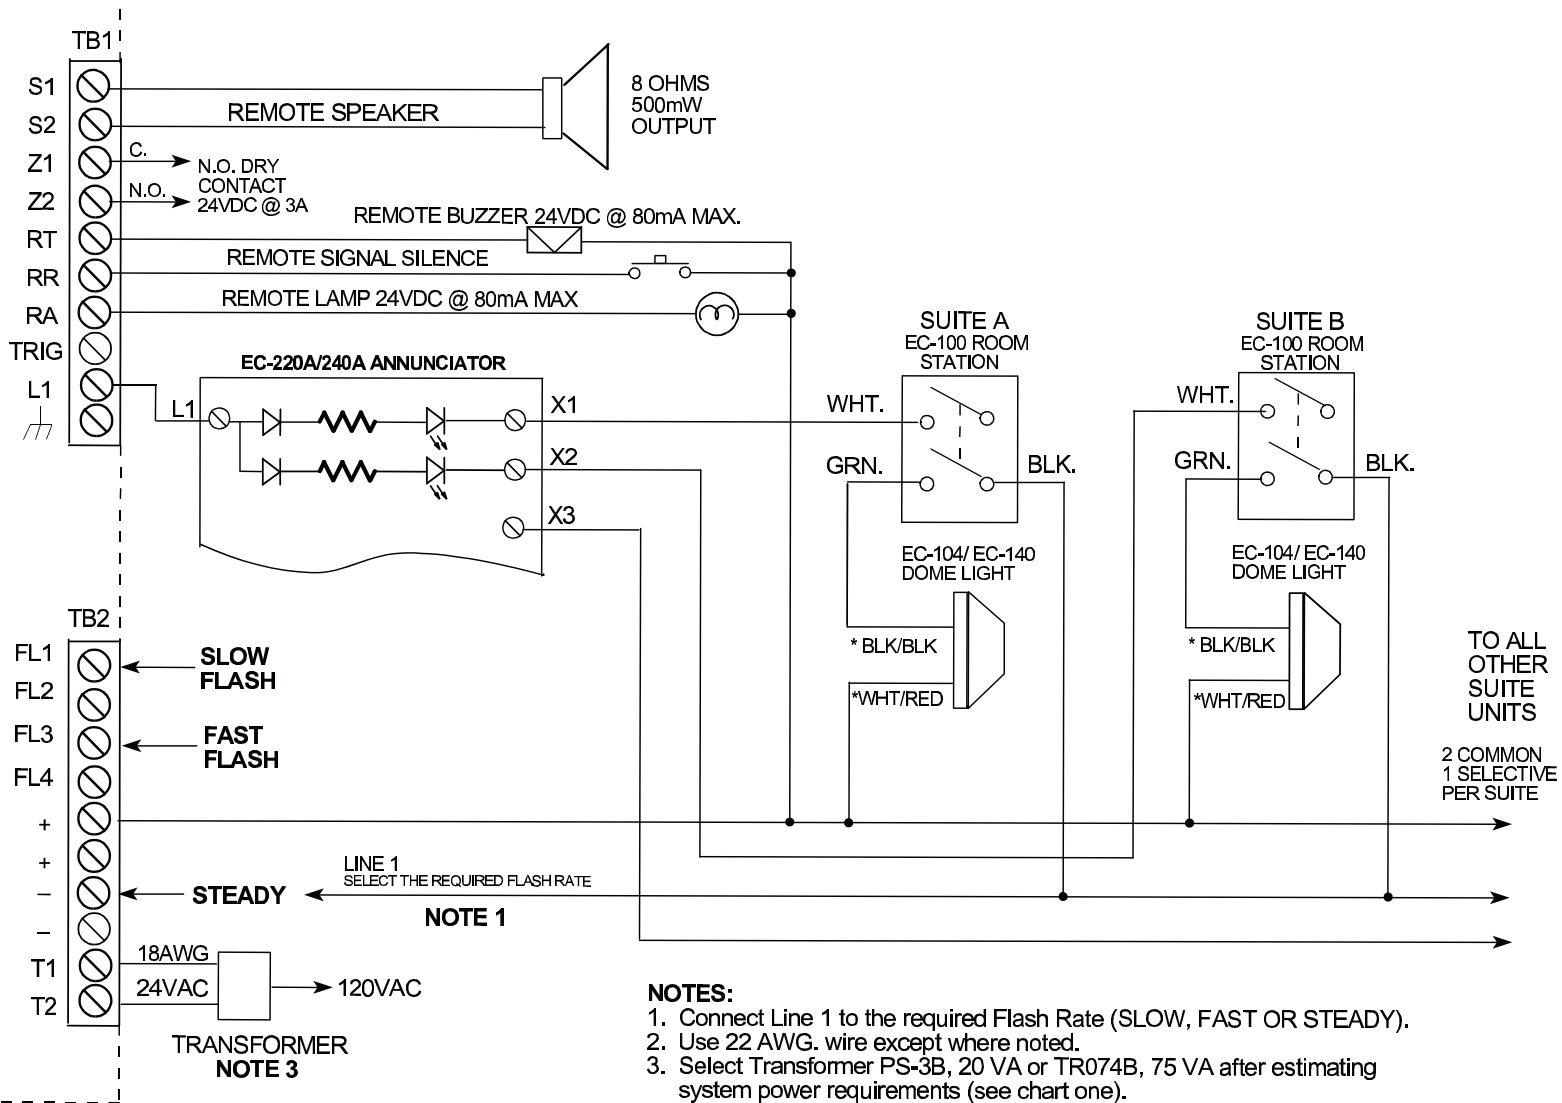 TB1
S1
S2
Z1
Z2
RT
RR
RA
TRIG
L1
REMOTE SPEAKER
8 OHMS
500mW
OUTPUT
C.
N.O.
N.O. DRY
CONTACT
24VDC @ 3A
REMOTE BUZZER 24VDC @ 80mA MAX.
REMOTE SIGNAL SILENCE
REMOTE LAMP 24VDC @ 80mA MAX
EC-220A/240A ANNUNCIATOR
L1
X1
X2
X3
SUITE A
EC-100 ROOM
STATION
WHT.
GRN.
BLK.
EC-104/ EC-140
DOME LIGHT
* BLK/BLK
*WHT/RED
SUITE B
EC-100 ROOM
STATION
WHT.
GRN.
BLK.
EC-104/ EC-140
DOME LIGHT
* BLK/BLK
*WHT/RED
TO ALL
OTHER
SUITE
UNITS
2 COMMON
1 SELECTIVE
PER SUITE
TB2
FL1
FL2
FL3
FL4
+
+
–
–
T1
T2
SLOW
FLASH
FAST
FLASH
STEADY
LINE 1
SELECT THE REQUIRED FLASH RATE
NOTE 1
18AWG
24VAC
120VAC
TRANSFORMER
NOTE 3
NOTES:
1. Connect Line 1 to the required Flash Rate (SLOW, FAST OR STEADY).
2. Use 22 AWG. wire except where noted.
3. Select Transformer PS-3B, 20 VA or TR074B, 75 VA after estimating
system power requirements (see chart one).